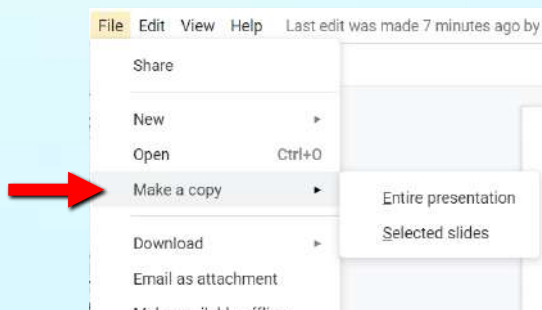 File Edit View Help Last edit was made 7 minutes ago by
Share
New
Open Ctrl+O
Make a copy
Entire presentation
Selected slides
Download
Email as attachment